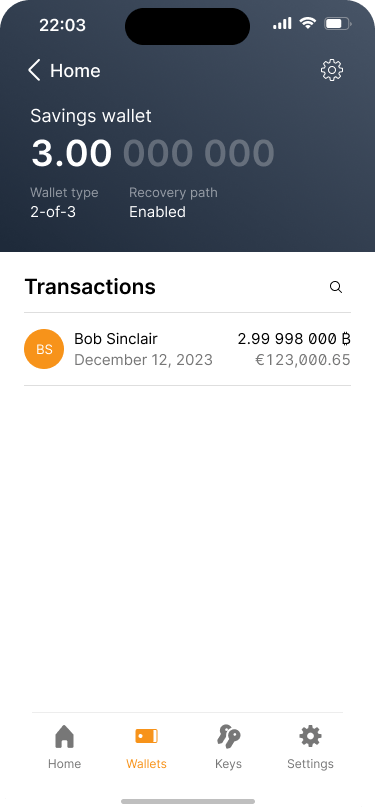 22:03
Home
Savings wallet
3.00 000 000
Wallet type
Recovery path
2-of-3
Enabled
Transactions
BS
Bob Sinclair
2.99 998 000 ₿
December 12, 2023
€123,000.65
Home
Wallets
Keys
Settings